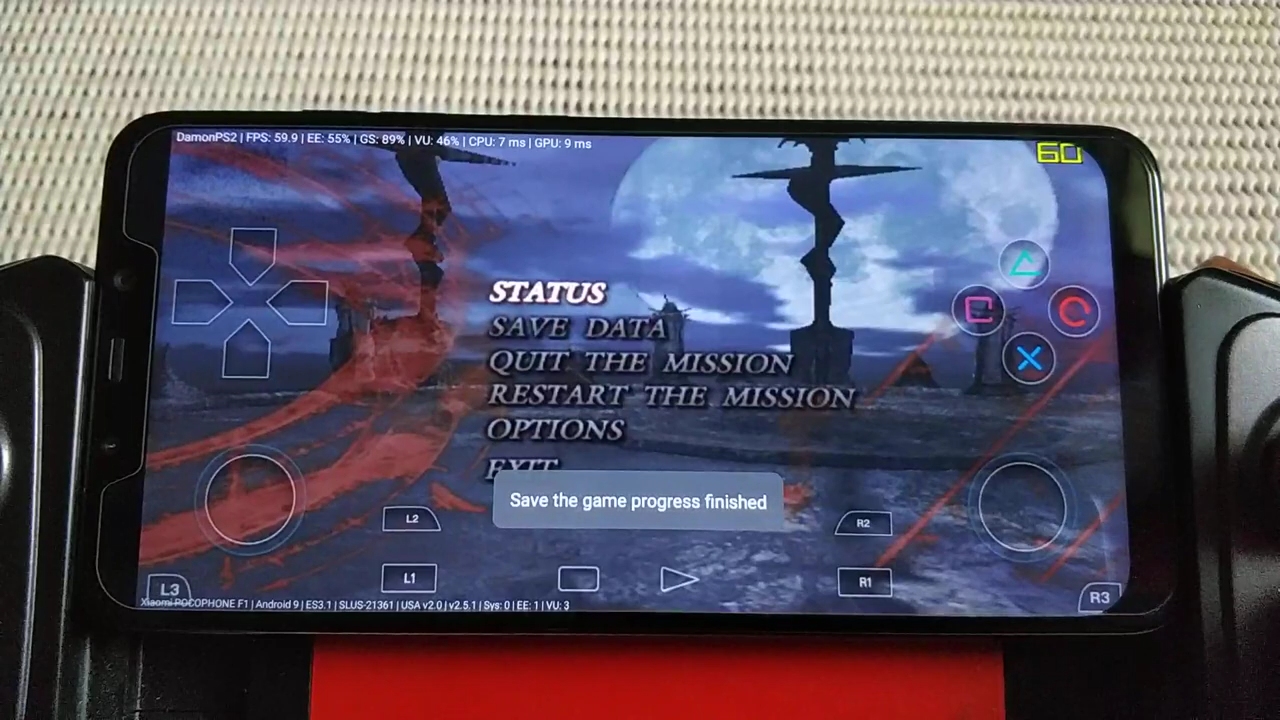 DamonPS2 | FPS: 59.9 | EE: 55% | GS: 89% | VU: 46% | CPU: 7 ms | GPU: 9 ms
60
STATUS
SAVE DATA
QUIT THE MISSION
RESTART THE MISSION
OPTIONS
EXIT
Save the game progress finished
L2
R2
L1
R1
L3
R3
Xiaomi POCOPHONE F1 | Android 9 | ES3.1 | SLUS-21361 | USA v2.0 | v2.5.1 | Sys: 0 | EE: 1 | VU: 3